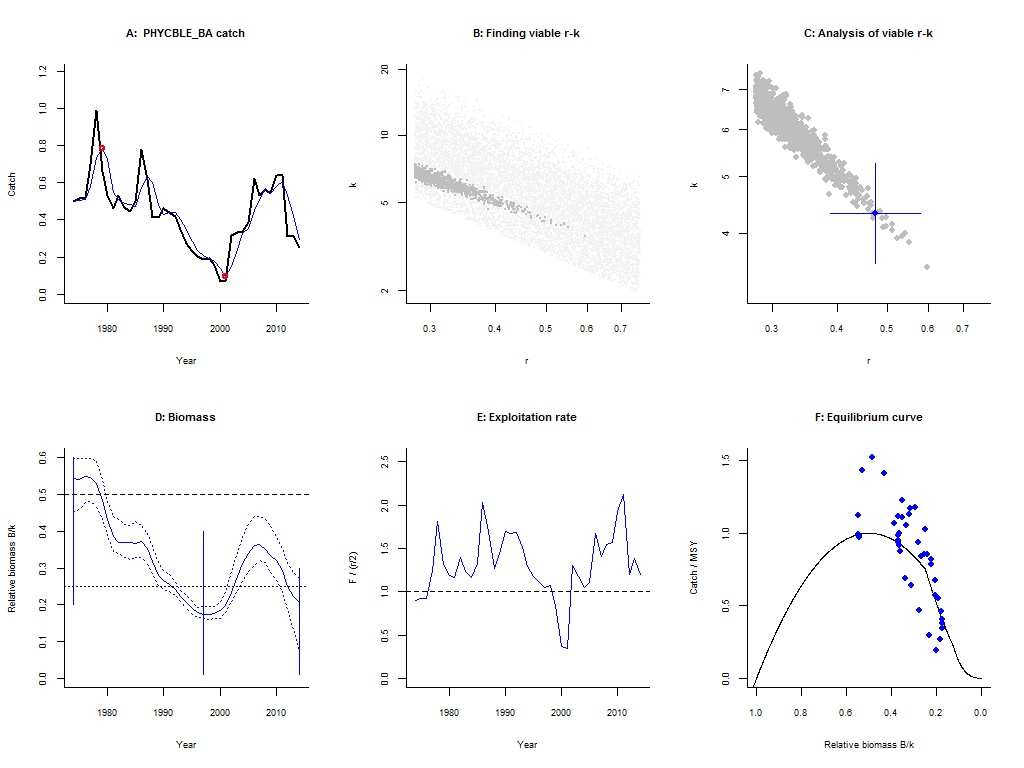 A:  PHYCBLE_BA catch
Catch
0.0 0.2 0.4 0.6 0.8 1.0 1.2
1980 1990 2000 2010
Year
B: Finding viable r-k
k
2 5 10 20
0.3 0.4 0.5 0.6 0.7
r
C: Analysis of viable r-k
k
4 5 6 7
0.3 0.4 0.5 0.6 0.7
r
D: Biomass
Relative biomass B/k
0.0 0.1 0.2 0.3 0.4 0.5 0.6
1980 1990 2000 2010
Year
E: Exploitation rate
F / (r/2)
0.0 0.5 1.0 1.5 2.0 2.5
1980 1990 2000 2010
Year
F: Equilibrium curve
Catch / MSY
0.0 0.5 1.0 1.5
1.0 0.8 0.6 0.4 0.2 0.0
Relative biomass B/k